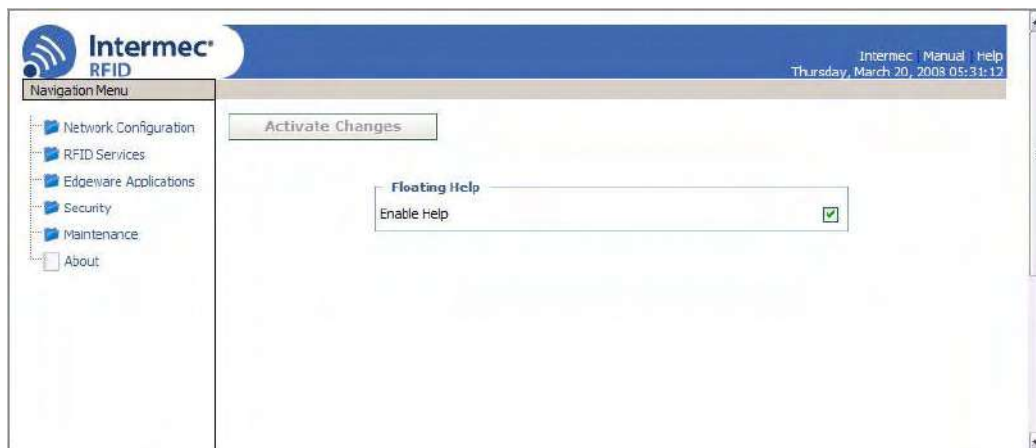 Intermec®
RFID
Intermec | Manual | Help
Thursday, March 20, 2008 05:31:12
Navigation Menu
Network Configuration
RFID Services
Edgeware Applications
Security
Maintenance
About
Activate Changes
Floating Help
Enable Help